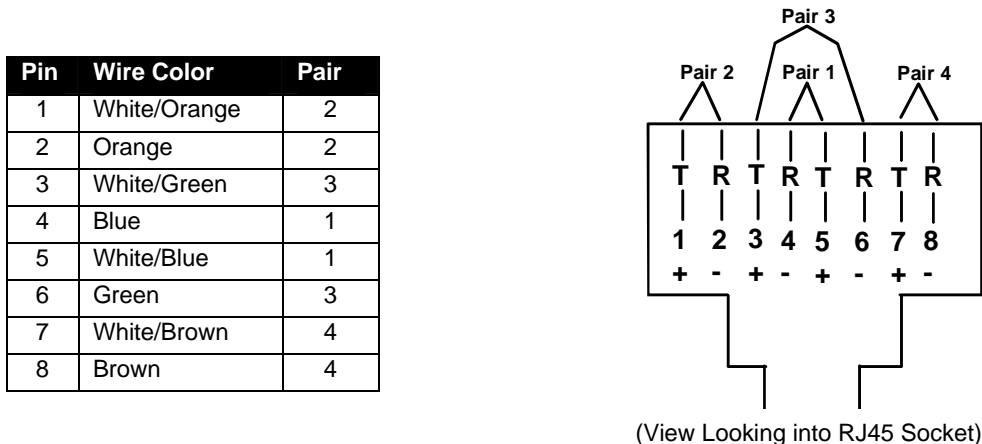 Pin Wire Color Pair
1 White/Orange 2
2 Orange 2
3 White/Green 3
4 Blue 1
5 White/Blue 1
6 Green 3
7 White/Brown 4
8 Brown 4
Pair 3
Pair 2 Pair 1 Pair 4
T R T R T R T R
1 2 3 4 5 6 7 8
+ - + - + - + -
(View Looking into RJ45 Socket)